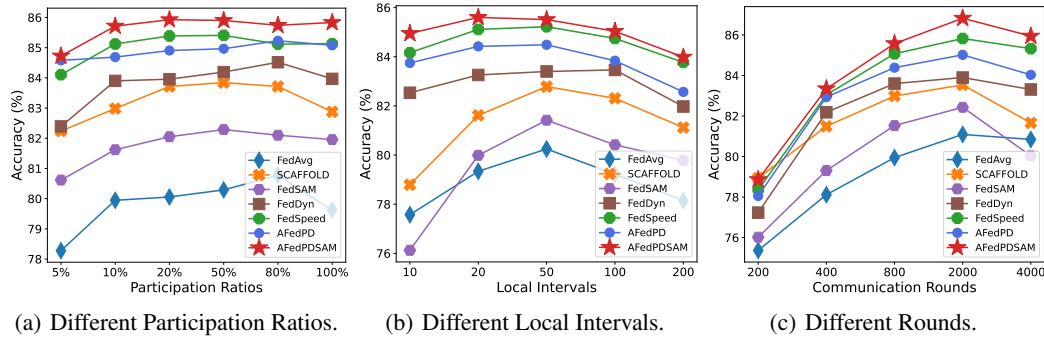 86
85
84
83
82
81
80
79
78
Accuracy (%)
5%
10%
20%
50%
80%
100%
Participation Ratios
FedAvg
SCAFFOLD
FedSAM
FedDyn
FedSpeed
AFedPD
AFedPDSAM
(a) Different Participation Ratios.
86
84
82
80
78
76
Accuracy (%)
10
20
50
100
200
Local Intervals
FedAvg
SCAFFOLD
FedSAM
FedDyn
FedSpeed
AFedPD
AFedPDSAM
(b) Different Local Intervals.
86
84
82
80
78
76
Accuracy (%)
200
400
800
2000
4000
Communication Rounds
FedAvg
SCAFFOLD
FedSAM
FedDyn
FedSpeed
AFedPD
AFedPDSAM
(c) Different Rounds.